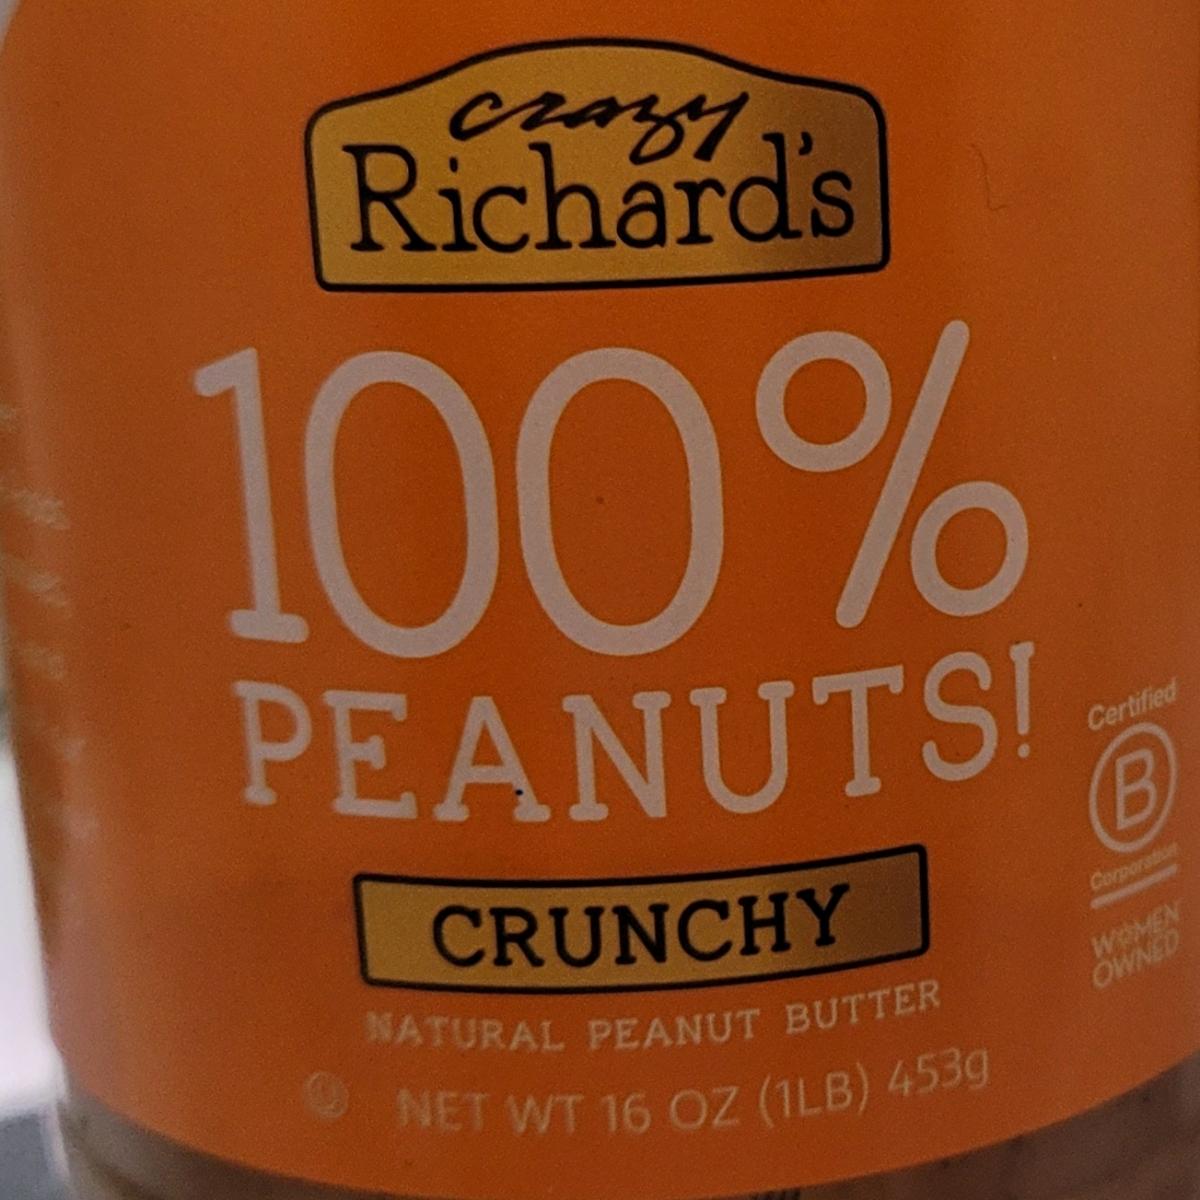 crazy
Richard's
100%
PEANUTS!
CRUNCHY
NATURAL PEANUT BUTTER
NET WT 16 OZ (1LB) 453g
Certified
B
Corporation
WOMEN
OWNED